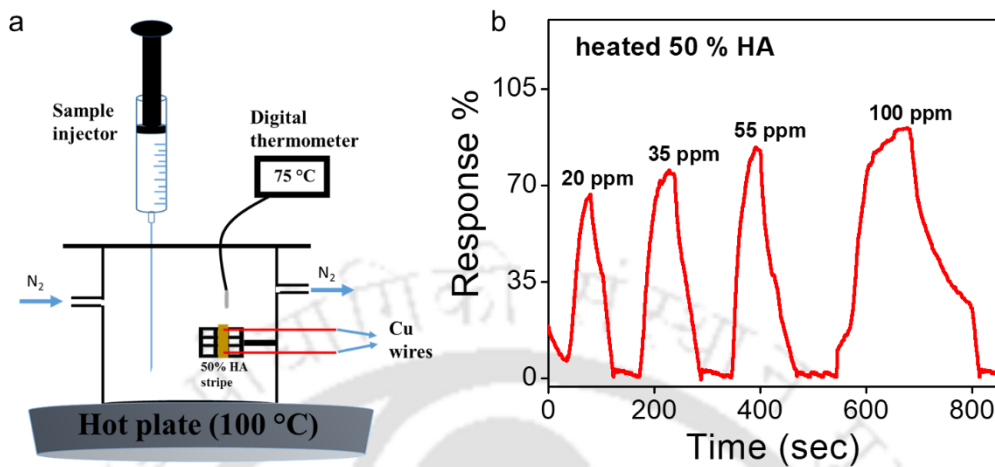 a
Sample
injector
Digital
thermometer
75 °C
N2
N2
Cu
wires
50% HA
stripe
Hot plate (100 °C)
b
heated 50 % HA
Response %
105
70
35
0
20 ppm
35 ppm
55 ppm
100 ppm
0 200 400 600 800
Time (sec)